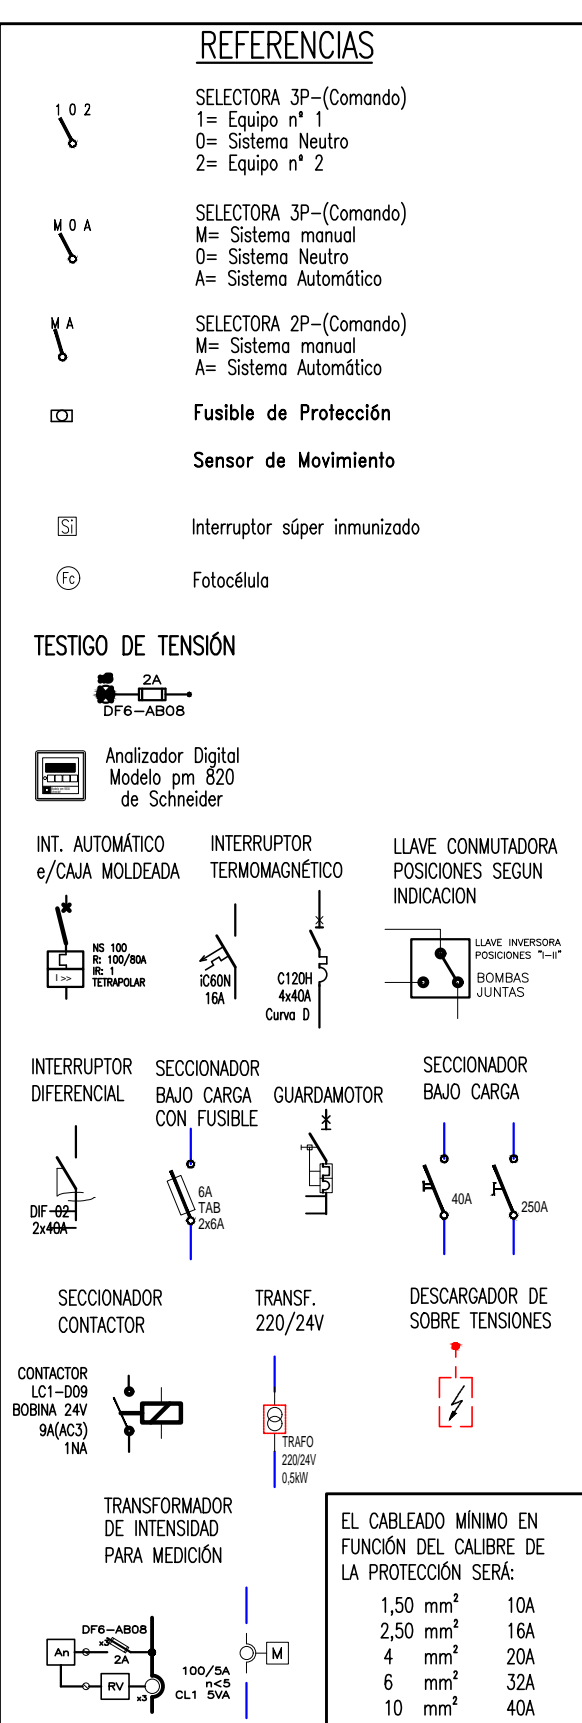 REFERENCIAS
1 0 2
SELECTORA 3P-(Comando)
1= Equipo nº 1
0= Sistema Neutro
2= Equipo nº 2
M 0 A
SELECTORA 3P-(Comando)
M= Sistema manual
0= Sistema Neutro
A= Sistema Automático
M A
SELECTORA 2P-(Comando)
M= Sistema manual
A= Sistema Automático
Fusible de Protección
Sensor de Movimiento
Si
Interruptor súper inmunizado
Fc
Fotocélula
TESTIGO DE TENSIÓN
2A
DF6-AB08
Analizador Digital
Modelo pm 820
de Schneider
INT. AUTOMÁTICO
e/CAJA MOLDEADA
NS 100
R: 100/80A
IR: 1
TETRAPOLAR
I >>
INTERRUPTOR
TERMOMAGNÉTICO
iC60N
16A
C120H
4x40A
Curva D
LLAVE CONMUTADORA
POSICIONES SEGUN
INDICACION
LLAVE INVERSORA
POSICIONES "I-II"
BOMBAS
JUNTAS
INTERRUPTOR
DIFERENCIAL
DIF 02
2x40A
SECCIONADOR
BAJO CARGA
CON FUSIBLE
6A
TAB
2x6A
GUARDAMOTOR
SECCIONADOR
BAJO CARGA
40A
250A
SECCIONADOR
CONTACTOR
CONTACTOR
LC1-D09
BOBINA 24V
9A(AC3)
1NA
TRANSF.
220/24V
TRAFO
220/24V
0,5kW
DESCARGADOR DE
SOBRE TENSIONES
TRANSFORMADOR
DE INTENSIDAD
PARA MEDICIÓN
DF6-AB08
x3
2A
An
RV
x3
100/5A
n<5
CL1 5VA
M
EL CABLEADO MÍNIMO EN
FUNCIÓN DEL CALIBRE DE
LA PROTECCIÓN SERÁ:
1,50 mm² 10A
2,50 mm² 16A
4 mm² 20A
6 mm² 32A
10 mm² 40A